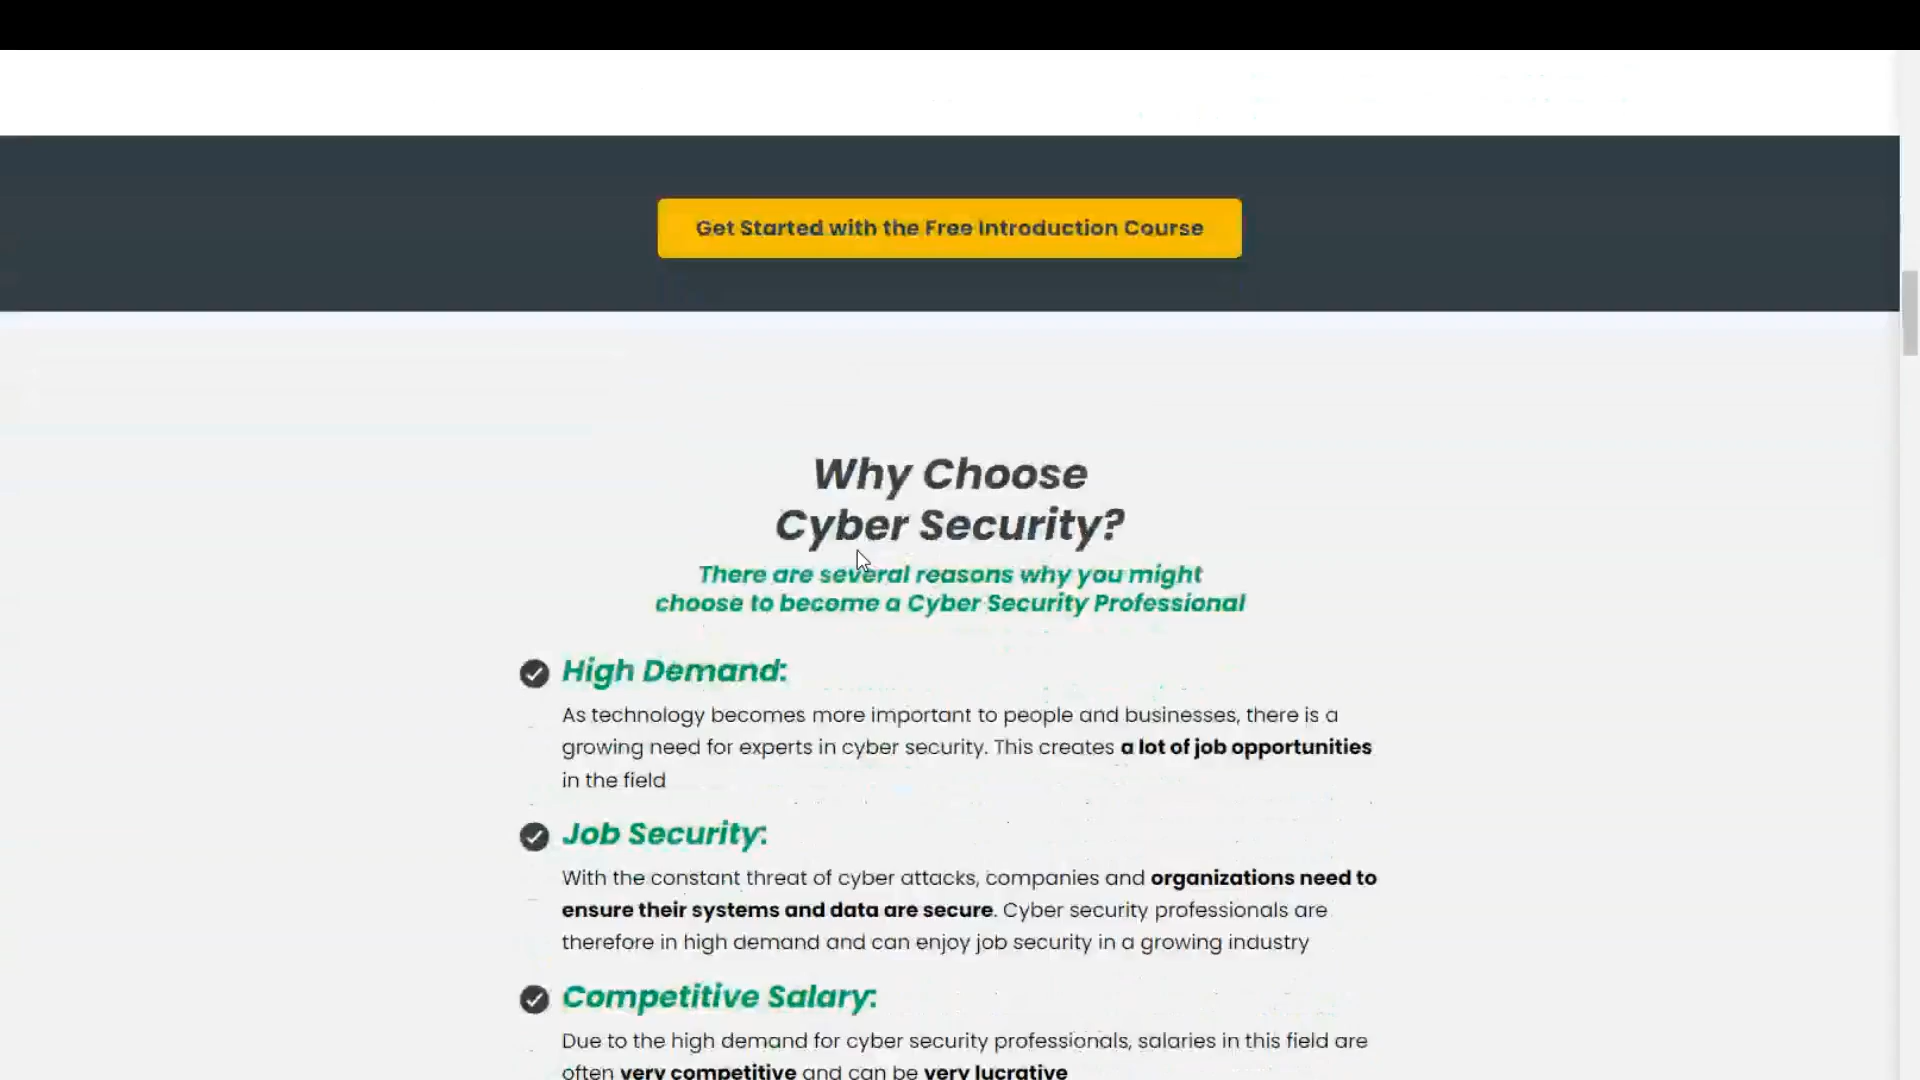 Get Started with the Free Introduction Course
Why Choose
Cyber Security?
There are several reasons why you might
choose to become a Cyber Security Professional
High Demand:
As technology becomes more important to people and businesses, there is a
growing need for experts in cyber security. This creates a lot of job opportunities
in the field
Job Security:
With the constant threat of cyber attacks, companies and organizations need to
ensure their systems and data are secure. Cyber security professionals are
therefore in high demand and can enjoy job security in a growing industry
Competitive Salary:
Due to the high demand for cyber security professionals, salaries in this field are
often very competitive and can be very lucrative